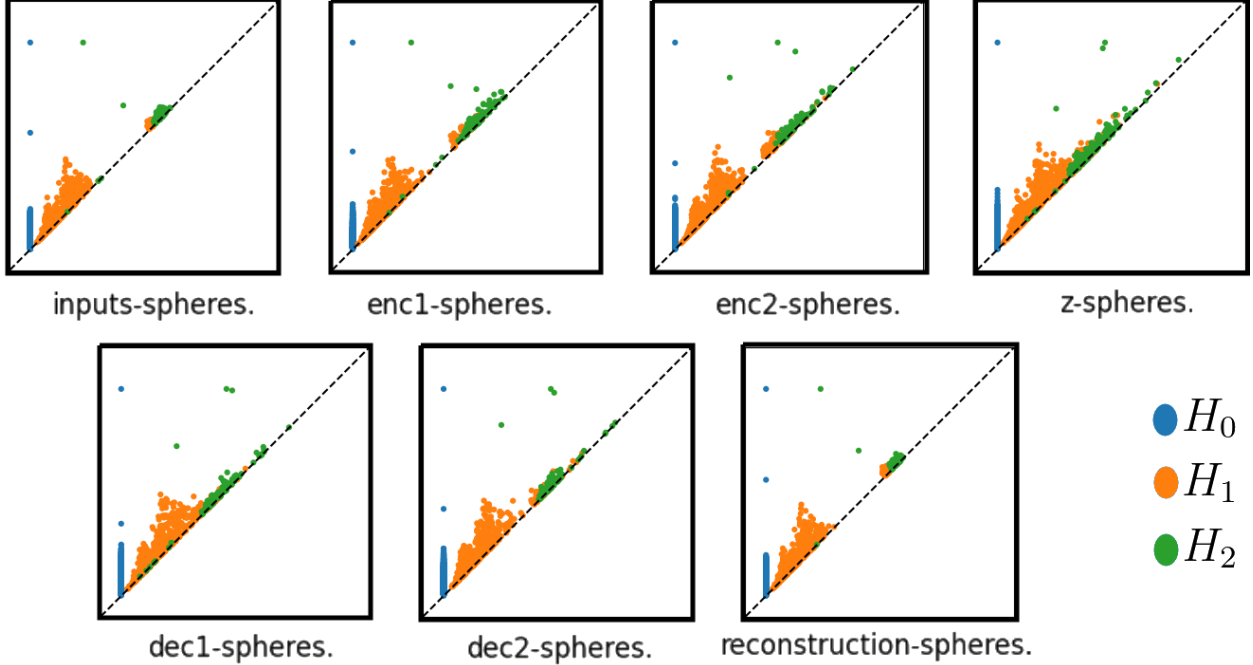 inputs-spheres.
enc1-spheres.
enc2-spheres.
z-spheres.
dec1-spheres.
dec2-spheres.
reconstruction-spheres.
H₀
H₁
H₂